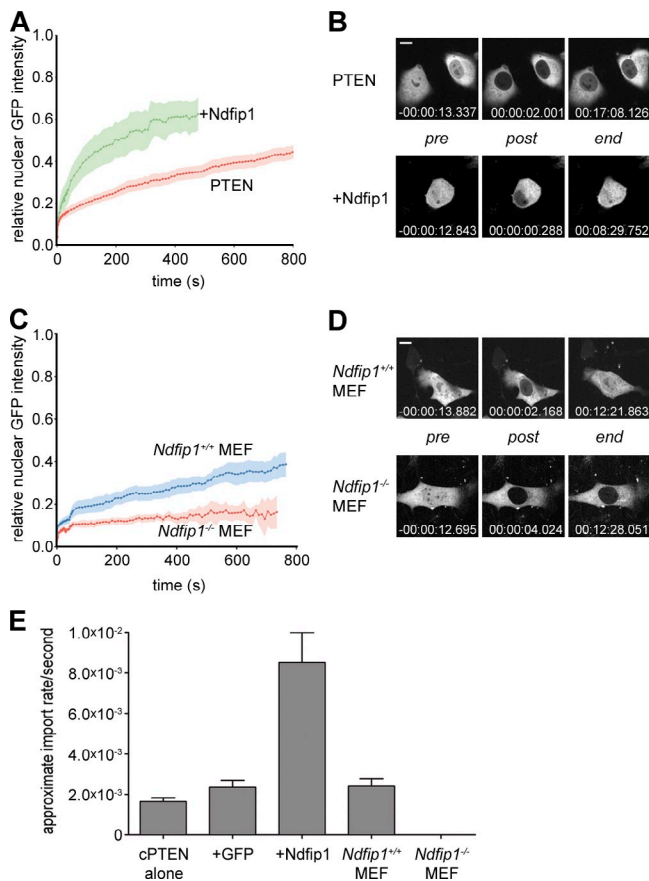 A
relative nuclear GFP intensity
1.0
0.8
0.6
0.4
0.2
0.0
0
200
400
600
800
time (s)
+Ndfip1
PTEN
B
PTEN
-00:00:13.337
00:00:02.001
00:17:08.126
pre
post
end
+Ndfip1
-00:00:12.843
00:00:00.288
00:08:29.752
C
relative nuclear GFP intensity
1.0
0.8
0.6
0.4
0.2
0.0
0
200
400
600
800
time (s)
Ndfip1+/+ MEF
Ndfip1-/- MEF
D
Ndfip1+/+
MEF
-00:00:13.882
00:00:02.168
00:12:21.863
pre
post
end
Ndfip1-/-
MEF
-00:00:12.695
00:00:04.024
00:12:28.051
E
approximate import rate/second
1.0×10-2
8.0×10-3
6.0×10-3
4.0×10-3
2.0×10-3
0
cPTEN
alone
+GFP
+Ndfip1
Ndfip1+/+
MEF
Ndfip1-/-
MEF